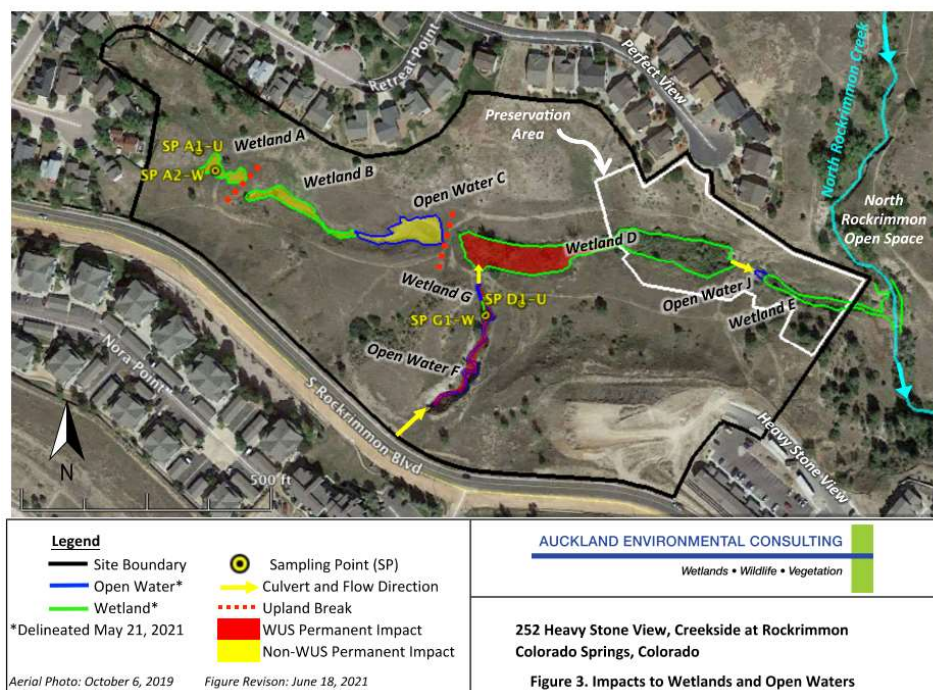 Retreat Point
Perfect View
Preservation
Area
North Rockrimmon Creek
SP A1-U
Wetland A
SP A2-W
Wetland B
Open Water C
North
Rockrimmon
Open Space
Wetland D
Wetland G
SP D1-U
Open Water J
Wetland E
SP G1-W
Open Water F
Nora Point
S Rockrimmon Blvd
Heavy Stone View
N
500 ft
Legend
Site Boundary
Open Water*
Wetland*
*Delineated May 21, 2021
Sampling Point (SP)
Culvert and Flow Direction
Upland Break
WUS Permanent Impact
Non-WUS Permanent Impact
Aerial Photo: October 6, 2019
Figure Revison: June 18, 2021
AUCKLAND ENVIRONMENTAL CONSULTING
Wetlands • Wildlife • Vegetation
252 Heavy Stone View, Creekside at Rockrimmon
Colorado Springs, Colorado
Figure 3. Impacts to Wetlands and Open Waters